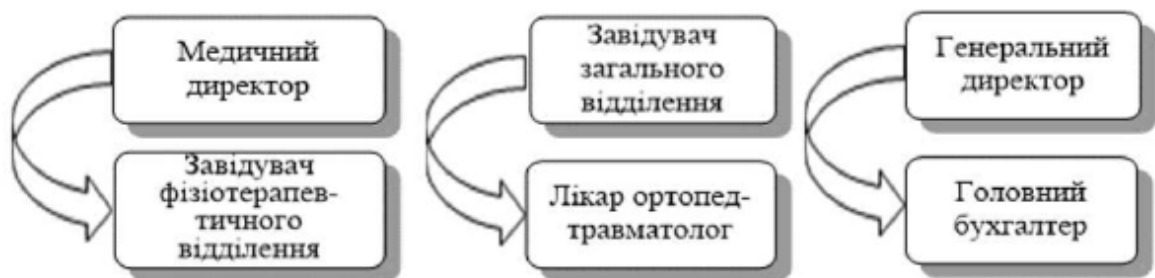 Медичний
директор
Завідувач
фізіотерапев-
тичного
відділення
Завідувач
загального
відділення
Лікар ортопед-
травматолог
Генеральний
директор
Головний
бухгалтер